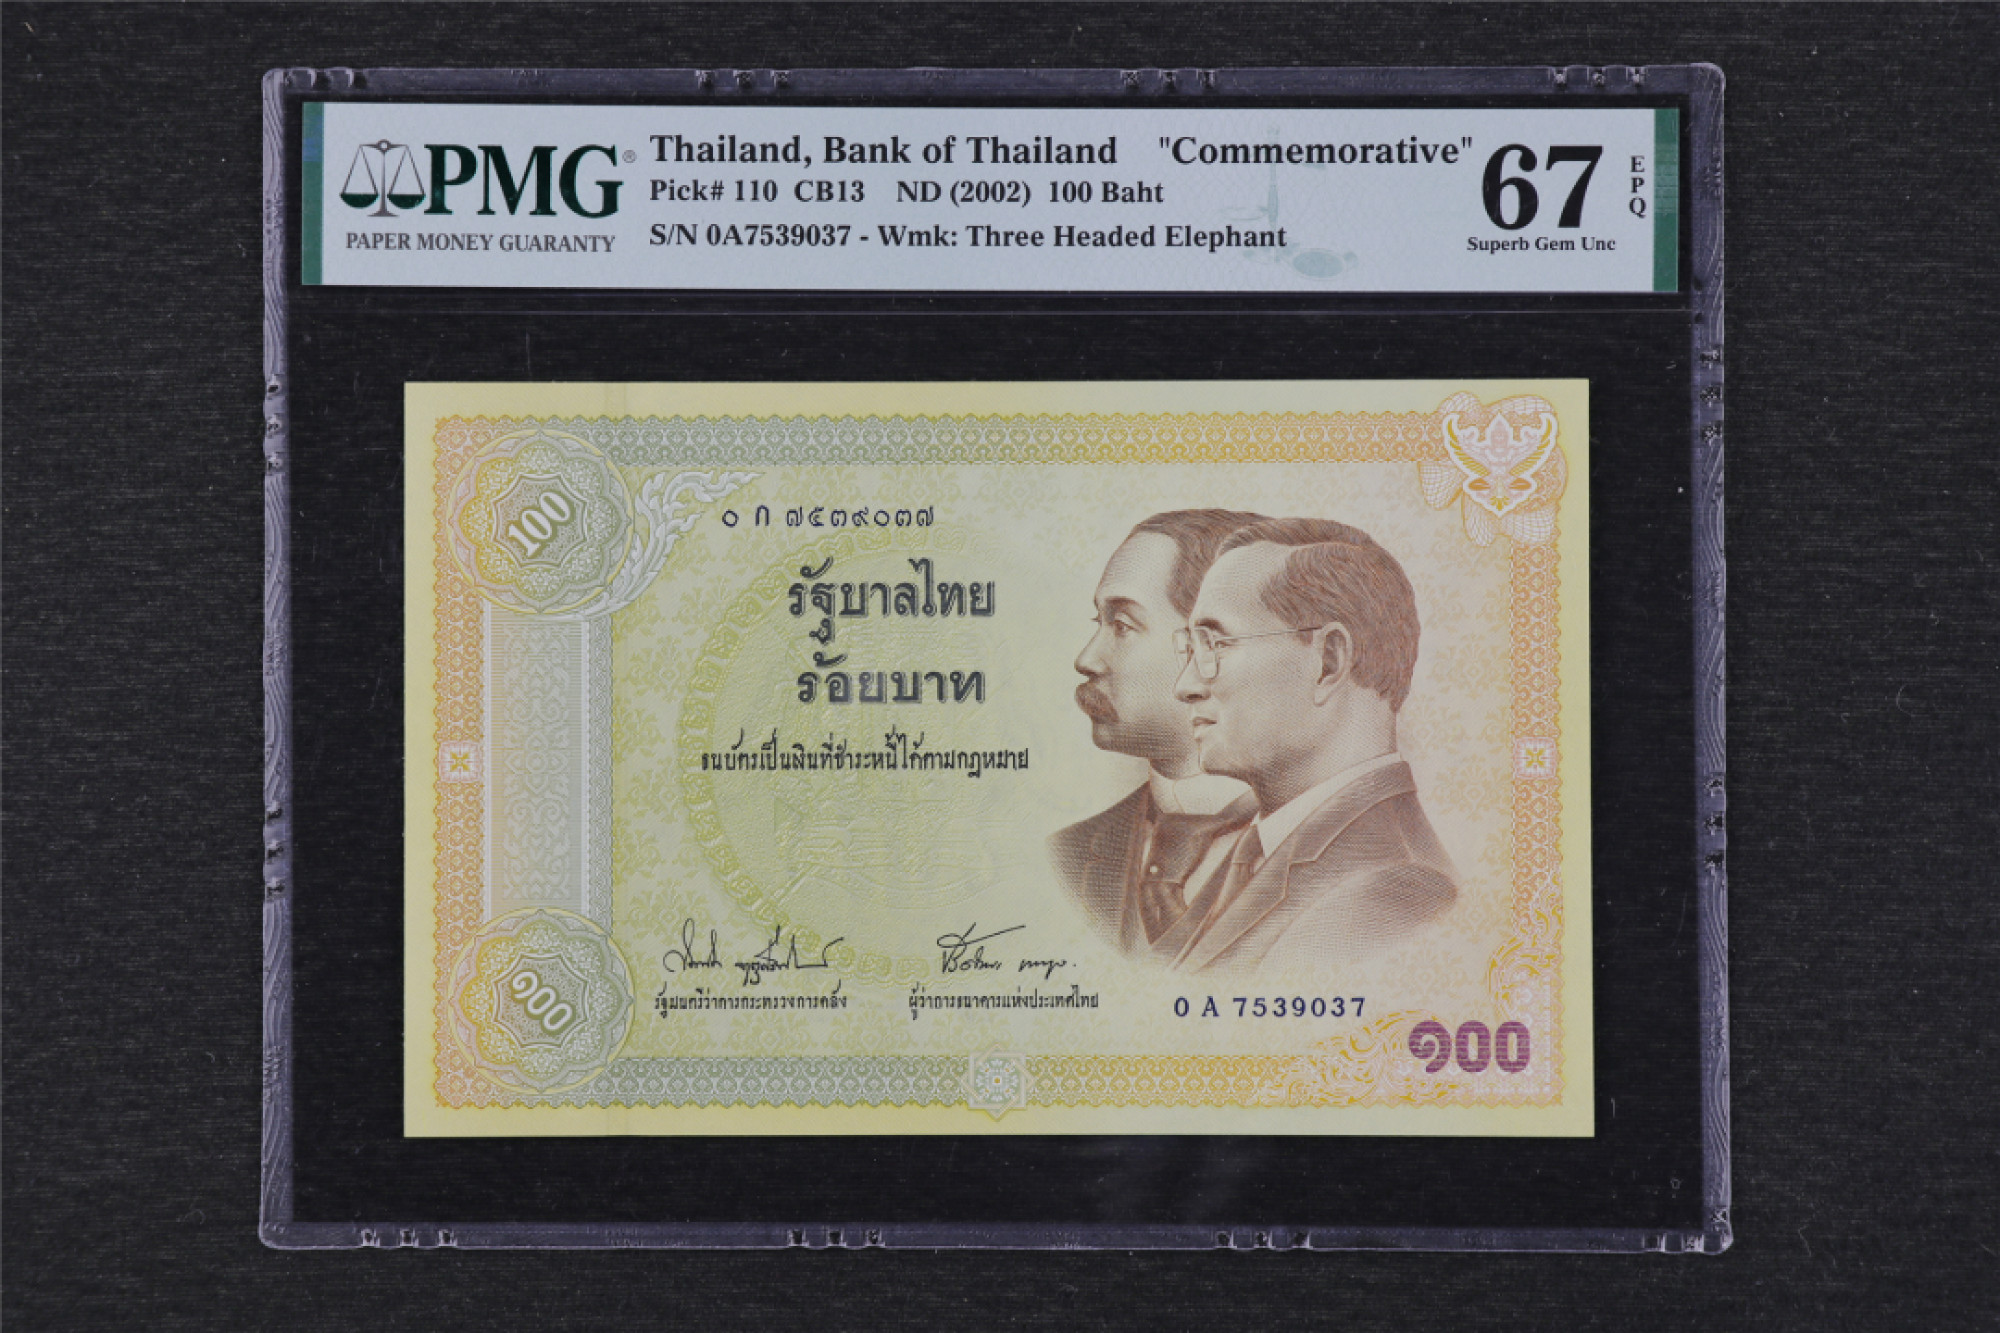 PMG®
PAPER MONEY GUARANTY
Thailand, Bank of Thailand "Commemorative"
Pick# 110 CB13 ND (2002) 100 Baht
S/N 0A7539037 - Wmk: Three Headed Elephant
67
EPQ
Superb Gem Unc
100
๐ ก ๗๕๓๙๐๓๗
รัฐบาลไทย
ร้อยบาท
ธนบัตรเป็นเงินที่ชำระหนี้ได้ตามกฎหมาย
รัฐมนตรีว่าการกระทรวงการคลัง
ผู้ว่าการธนาคารแห่งประเทศไทย
0 A 7539037
๑๐๐
๑๐๐